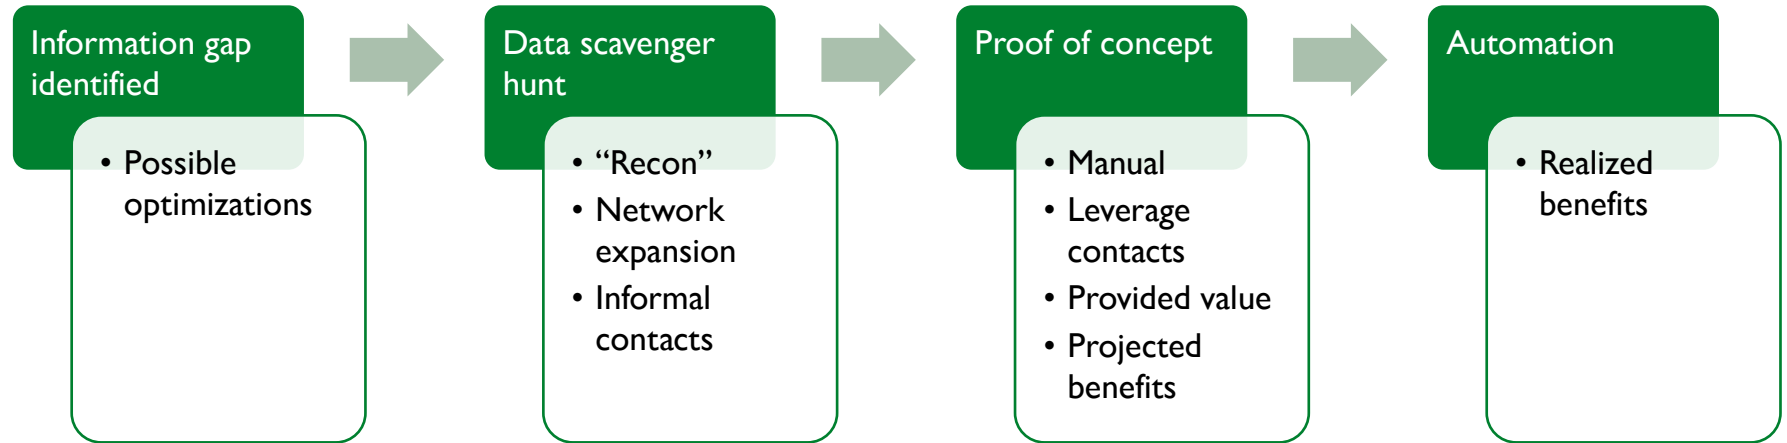 Information gap
identified
• Possible
optimizations
Data scavenger
hunt
• “Recon”
• Network
expansion
• Informal
contacts
Proof of concept
• Manual
• Leverage
contacts
• Provided value
• Projected
benefits
Automation
• Realized
benefits